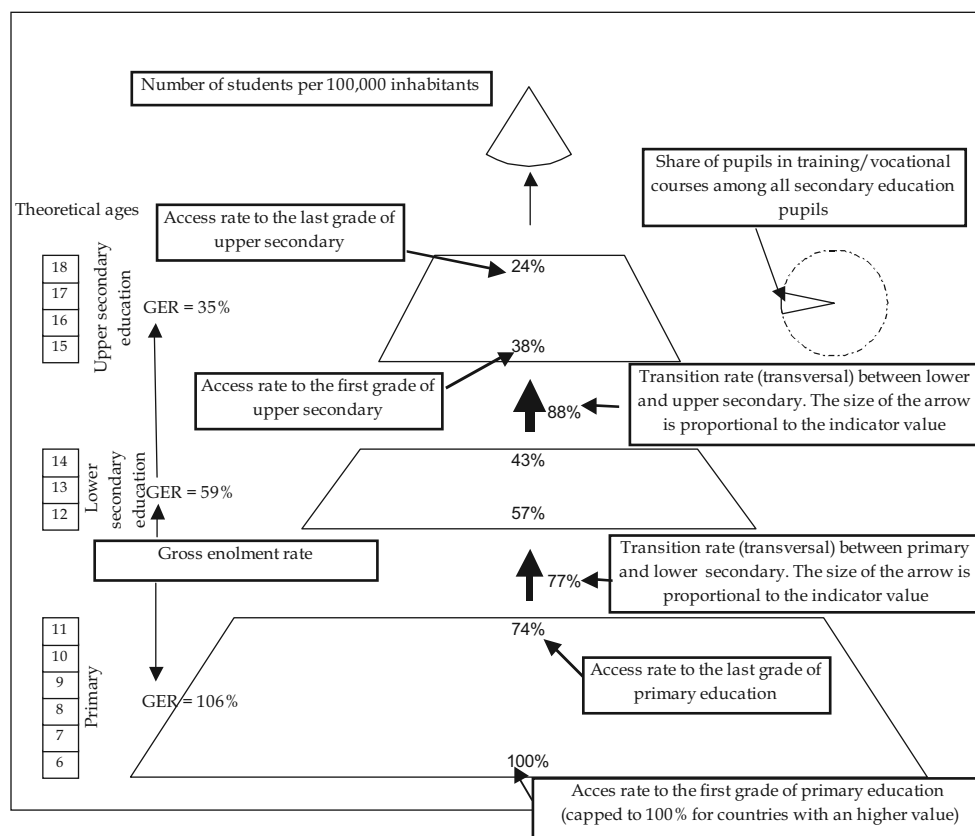 Number of students per 100,000 inhabitants
Share of pupils in training/vocational
courses among all secondary education
pupils
Theoretical ages
Access rate to the last grade of
upper secondary
18
17
16
15
Upper secondary
education
GER = 35%
24%
38%
Access rate to the first grade of
upper secondary
88%
Transition rate (transversal) between lower
and upper secondary. The size of the arrow
is proportional to the indicator value
14
13
12
Lower
secondary
education
GER = 59%
43%
57%
Gross enrolment rate
77%
Transition rate (transversal) between primary
and lower secondary. The size of the arrow is
proportional to the indicator value
11
10
9
8
7
6
Primary
GER = 106%
74%
Access rate to the last grade of
primary education
100%
Acces rate to the first grade of primary education
(capped to 100% for countries with an higher value)